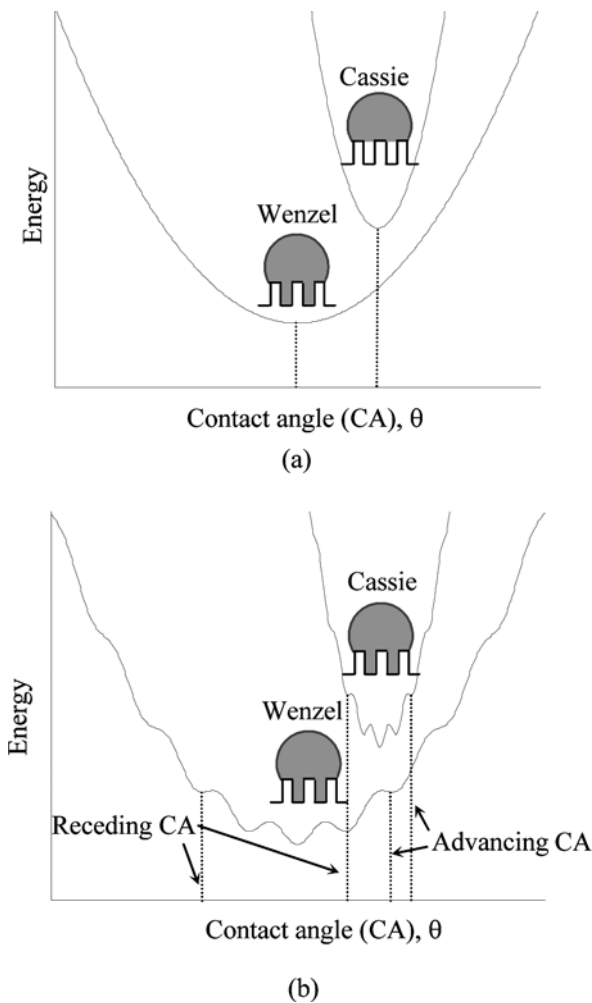 Cassie
Wenzel
Energy
Contact angle (CA), θ
(a)
Cassie
Wenzel
Energy
Receding CA
Advancing CA
Contact angle (CA), θ
(b)